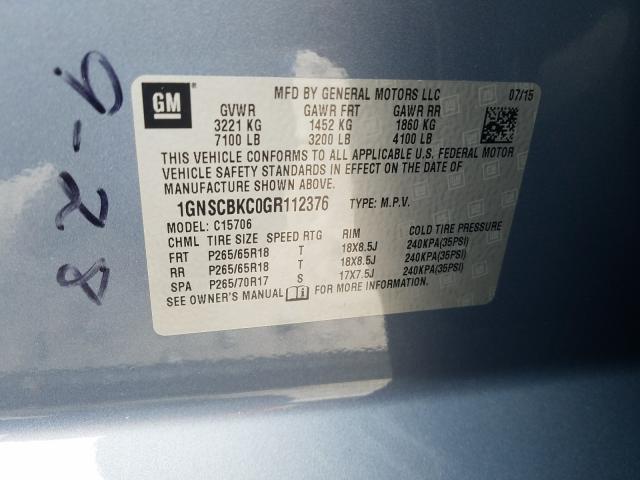 GM
MFD BY GENERAL MOTORS LLC 07/15
GVWR GAWR FRT GAWR RR
3221 KG 1452 KG 1860 KG
7100 LB 3200 LB 4100 LB
THIS VEHICLE CONFORMS TO ALL APPLICABLE U.S. FEDERAL MOTOR
VEHICLE SAFETY STANDARDS IN EFFECT ON THE DATE OF
MANUFACTURE SHOWN ABOVE.
1GNSCBKC0GR112376 TYPE: M.P.V.
MODEL: C15706
CHML TIRE SIZE SPEED RTG RIM COLD TIRE PRESSURE
FRT P265/65R18 T 18X8.5J 240KPA(35PSI)
RR P265/65R18 T 18X8.5J 240KPA(35PSI)
SPA P265/70R17 S 17X7.5J 240KPA(35PSI)
SEE OWNER'S MANUAL FOR MORE INFORMATION.